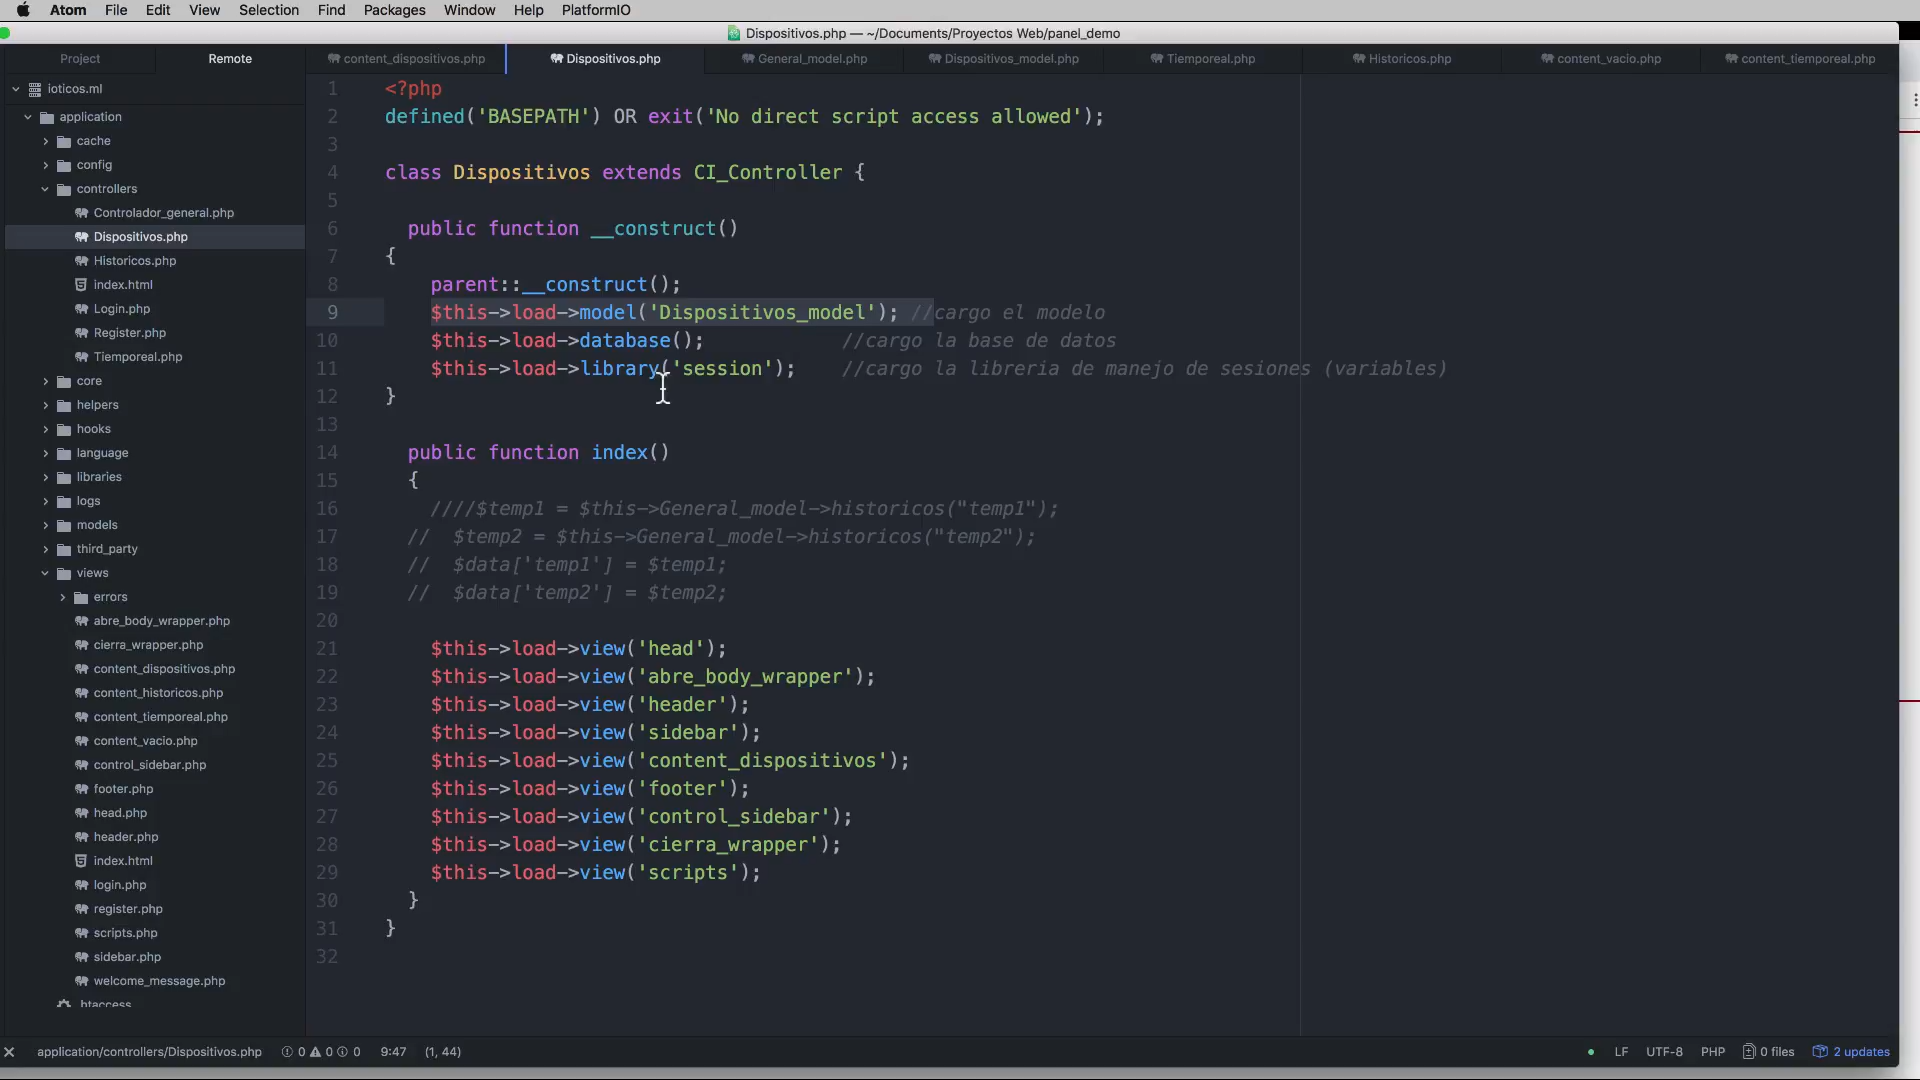 Atom File Edit View Selection Find Packages Window Help PlatformIO
Dispositivos.php — ~/Documents/Proyectos Web/panel_demo
Project Remote content_dispositivos.php Dispositivos.php General_model.php Dispositivos_model.php Tiemporeal.php Historicos.php content_vacio.php content_tiemporeal.php
ioticos.ml
application
cache
config
controllers
Controlador_general.php
Dispositivos.php
Historicos.php
index.html
Login.php
Register.php
Tiemporeal.php
core
helpers
hooks
language
libraries
logs
models
third_party
views
errors
abre_body_wrapper.php
cierra_wrapper.php
content_dispositivos.php
content_historicos.php
content_tiemporeal.php
content_vacio.php
control_sidebar.php
footer.php
head.php
header.php
index.html
login.php
register.php
scripts.php
sidebar.php
welcome_message.php
.htaccess
1 <?php
2 defined('BASEPATH') OR exit('No direct script access allowed');
3
4 class Dispositivos extends CI_Controller {
5
6 public function __construct()
7 {
8 parent::__construct();
9 $this->load->model('Dispositivos_model'); //cargo el modelo
10 $this->load->database(); //cargo la base de datos
11 $this->load->library('session'); //cargo la libreria de manejo de sesiones (variables)
12 }
13
14 public function index()
15 {
16 ////$temp1 = $this->General_model->historicos("temp1");
17 // $temp2 = $this->General_model->historicos("temp2");
18 // $data['temp1'] = $temp1;
19 // $data['temp2'] = $temp2;
20
21 $this->load->view('head');
22 $this->load->view('abre_body_wrapper');
23 $this->load->view('header');
24 $this->load->view('sidebar');
25 $this->load->view('content_dispositivos');
26 $this->load->view('footer');
27 $this->load->view('control_sidebar');
28 $this->load->view('cierra_wrapper');
29 $this->load->view('scripts');
30 }
31 }
32
application/controllers/Dispositivos.php 0 0 0 9:47 (1, 44) LF UTF-8 PHP 0 files 2 updates